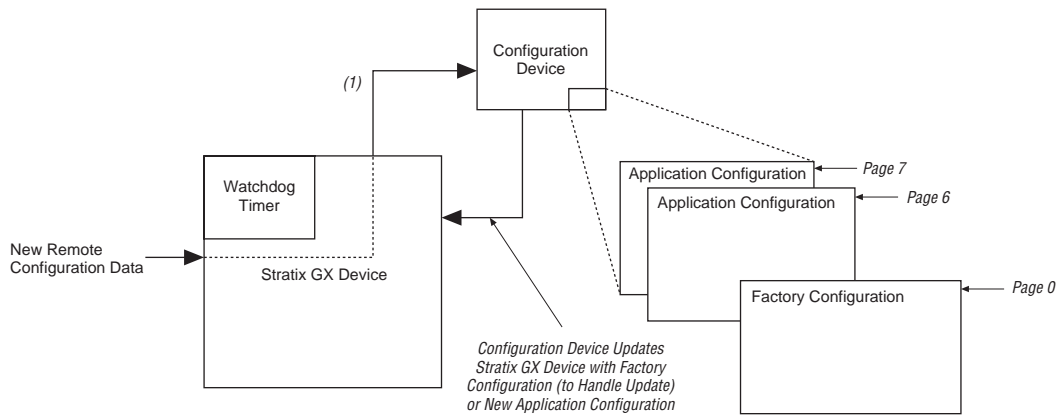 Configuration
Device
(1)
Watchdog
Timer
New Remote
Configuration Data
Stratix GX Device
Application Configuration
Page 7
Application Configuration
Page 6
Factory Configuration
Page 0
Configuration Device Updates
Stratix GX Device with Factory
Configuration (to Handle Update)
or New Application Configuration